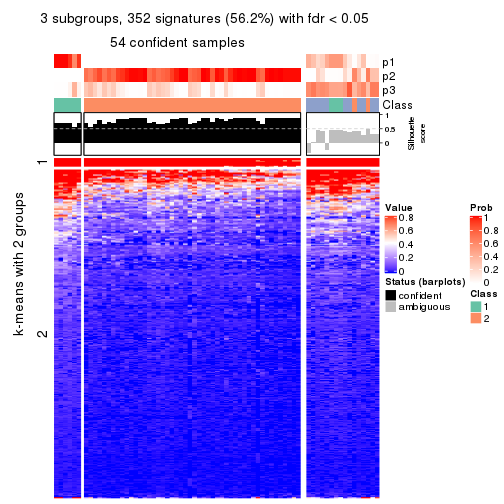 3 subgroups, 352 signatures (56.2%) with fdr < 0.05
54 confident samples
p1
p2
p3
Class
1
0.5
0
Silhouette
score
k-means with 2 groups
1
2
Value
0.8
0.6
0.4
0.2
0
Prob
1
0.8
0.6
0.4
0.2
0
Status (barplots)
confident
ambiguous
Class
1
2